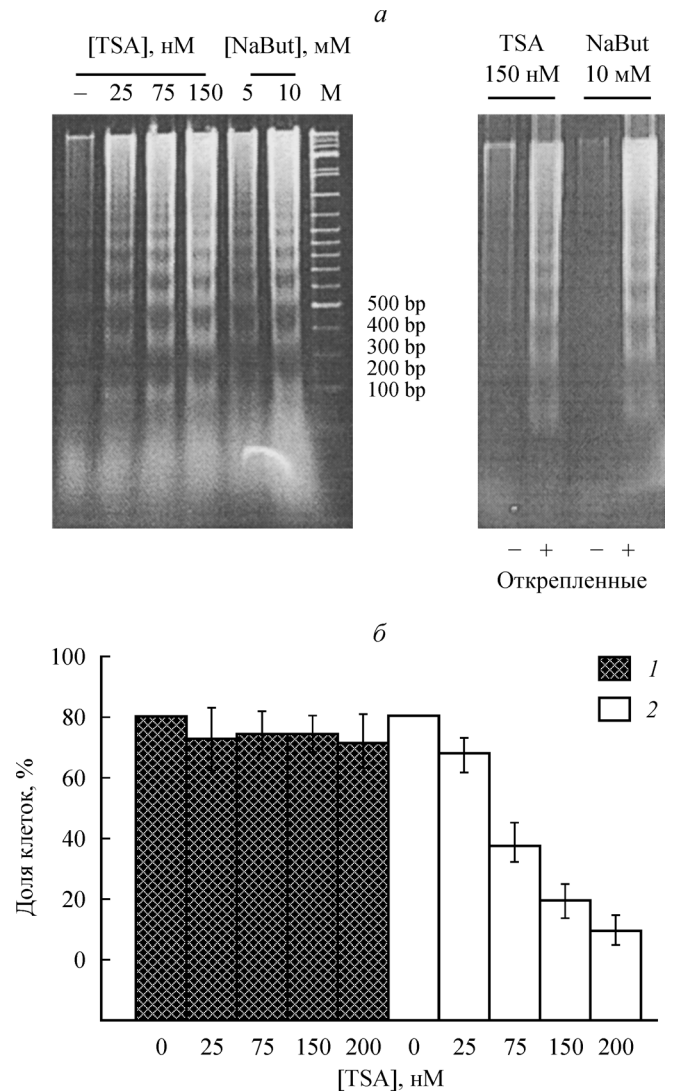 а
[TSA], нМ [NaBut], мМ
– 25 75 150 5 10 М
TSA NaBut
150 нМ 10 мМ
500 bp
400 bp
300 bp
200 bp
100 bp
– + – +
Открепленные
б
100
80
60
40
20
0
Доля клеток, %
1
2
0 25 75 150 200 0 25 75 150 200
[TSA], нМ